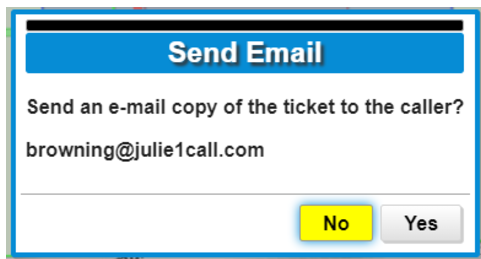 Send Email
Send an e-mail copy of the ticket to the caller?
browning@julie1call.com
No
Yes